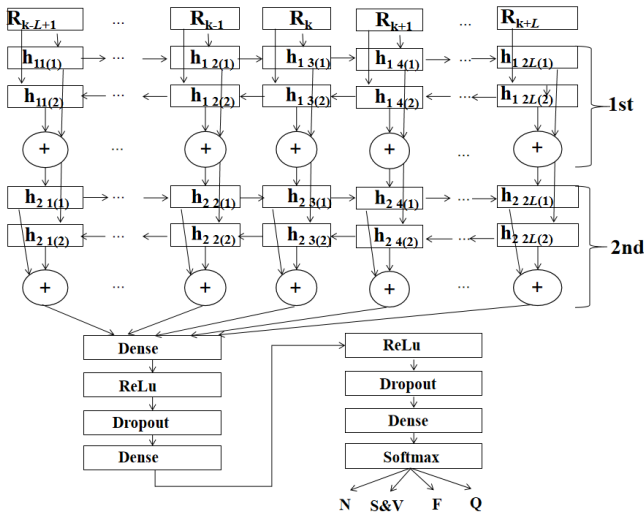 R_{k-L+1} ... R_{k-1} R_k R_{k+1} ... R_{k+L}
h_{11(1)} ... h_{1 2(1)} h_{1 3(1)} h_{1 4(1)} ... h_{1 2L(1)}
h_{11(2)} ... h_{1 2(2)} h_{1 3(2)} h_{1 4(2)} ... h_{1 2L(2)}
1st
+ ... + + + ... +
h_{2 1(1)} ... h_{2 2(1)} h_{2 3(1)} h_{2 4(1)} ... h_{2 2L(1)}
h_{2 1(2)} ... h_{2 2(2)} h_{2 3(2)} h_{2 4(2)} ... h_{2 2L(2)}
2nd
+ ... + + + ... +
Dense
ReLu
Dropout
Dense
ReLu
Dropout
Dense
Softmax
N S&V F Q